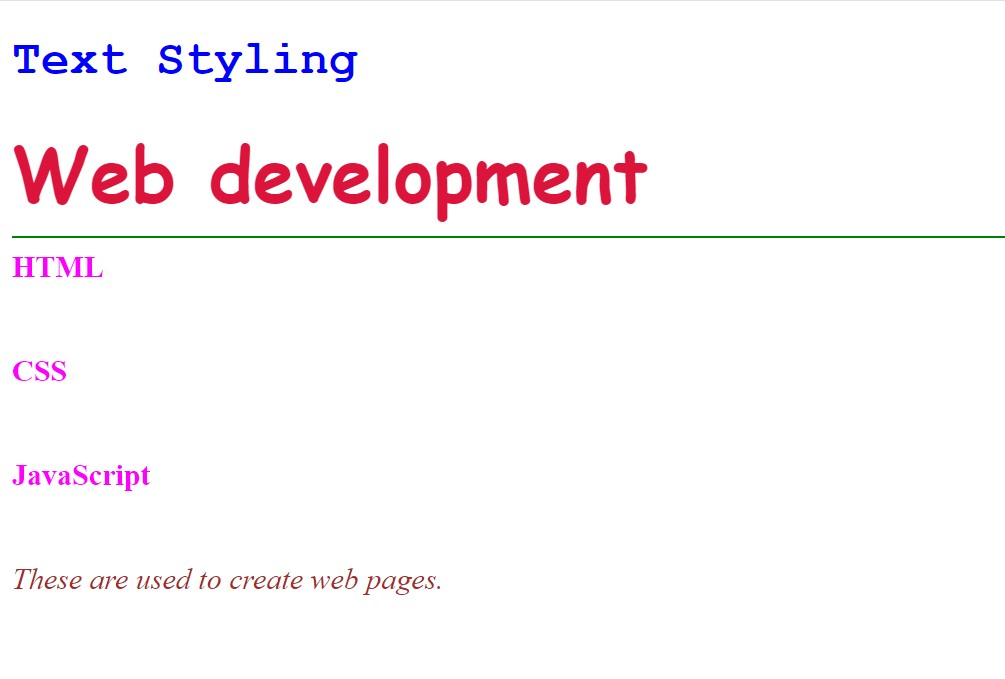 Text Styling
Web development
HTML
CSS
JavaScript
These are used to create web pages.